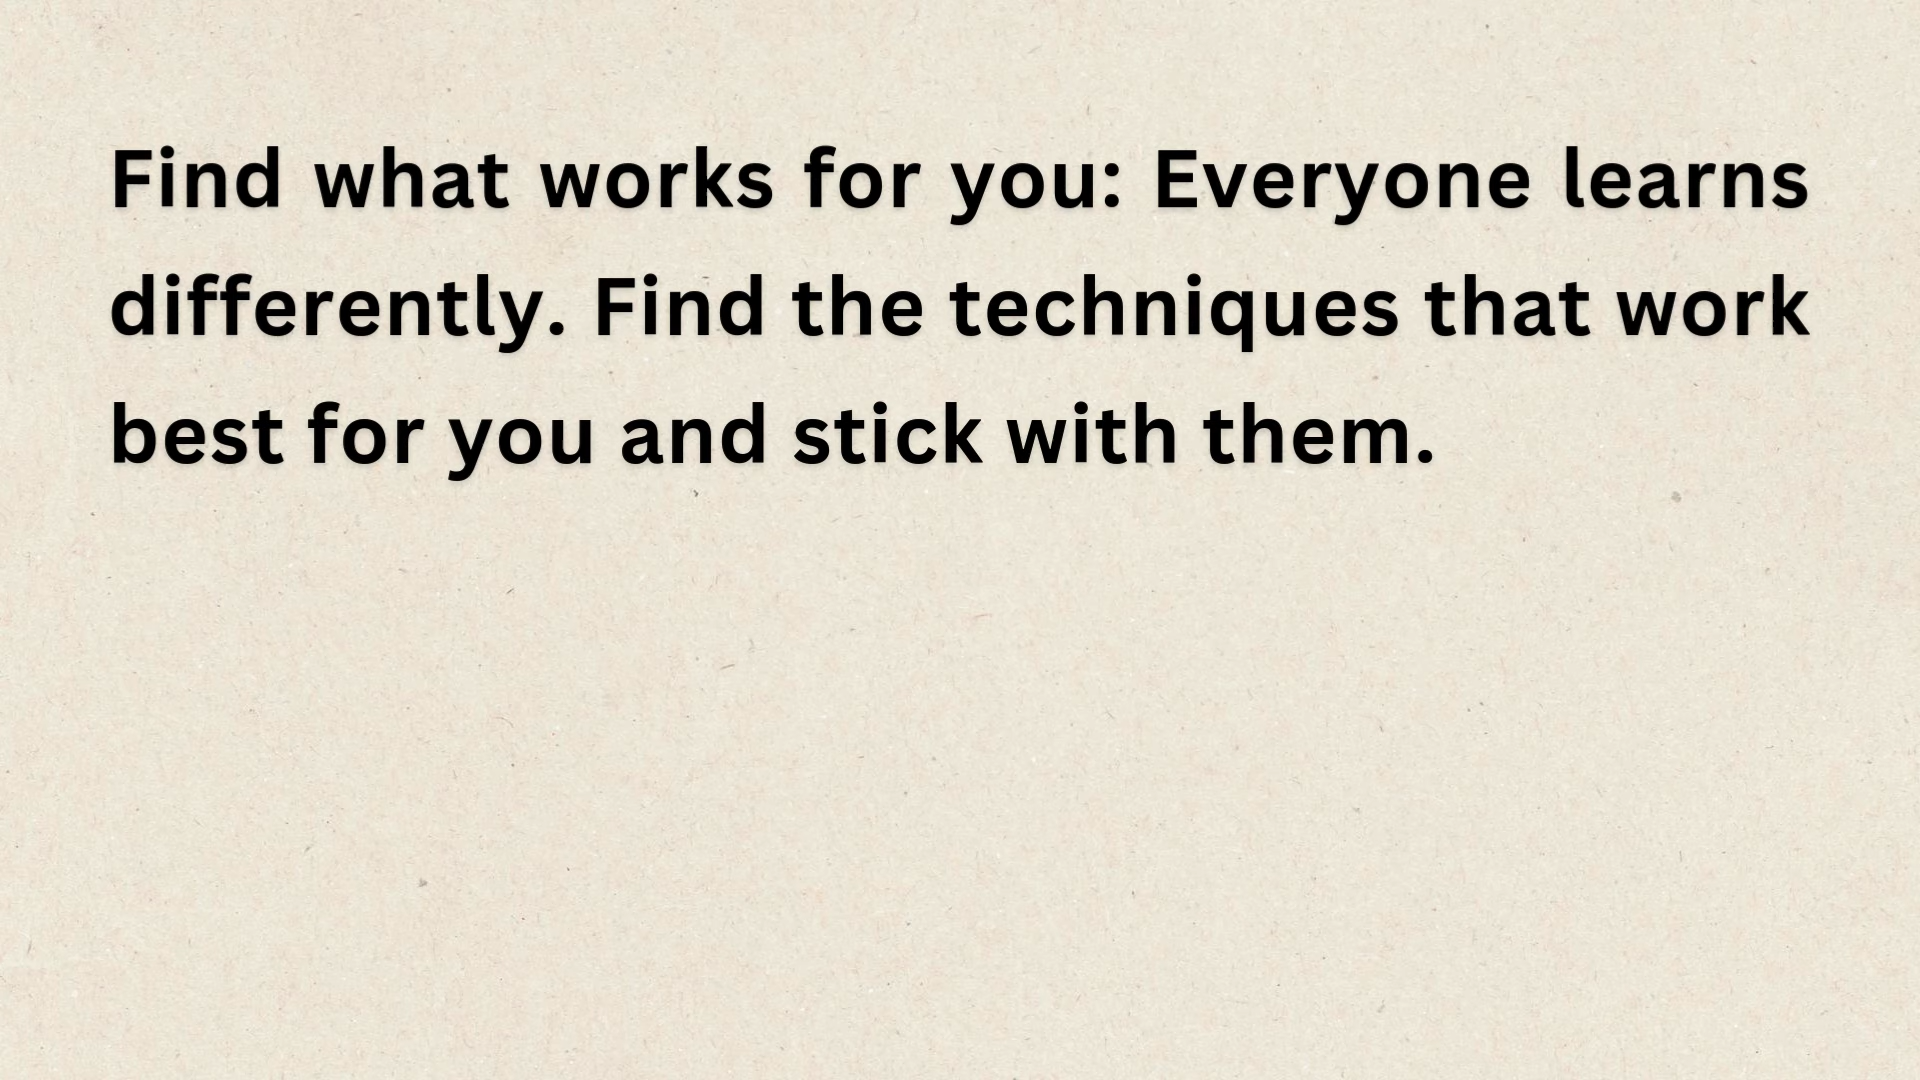 Find what works for you: Everyone learns
differently. Find the techniques that work
best for you and stick with them.